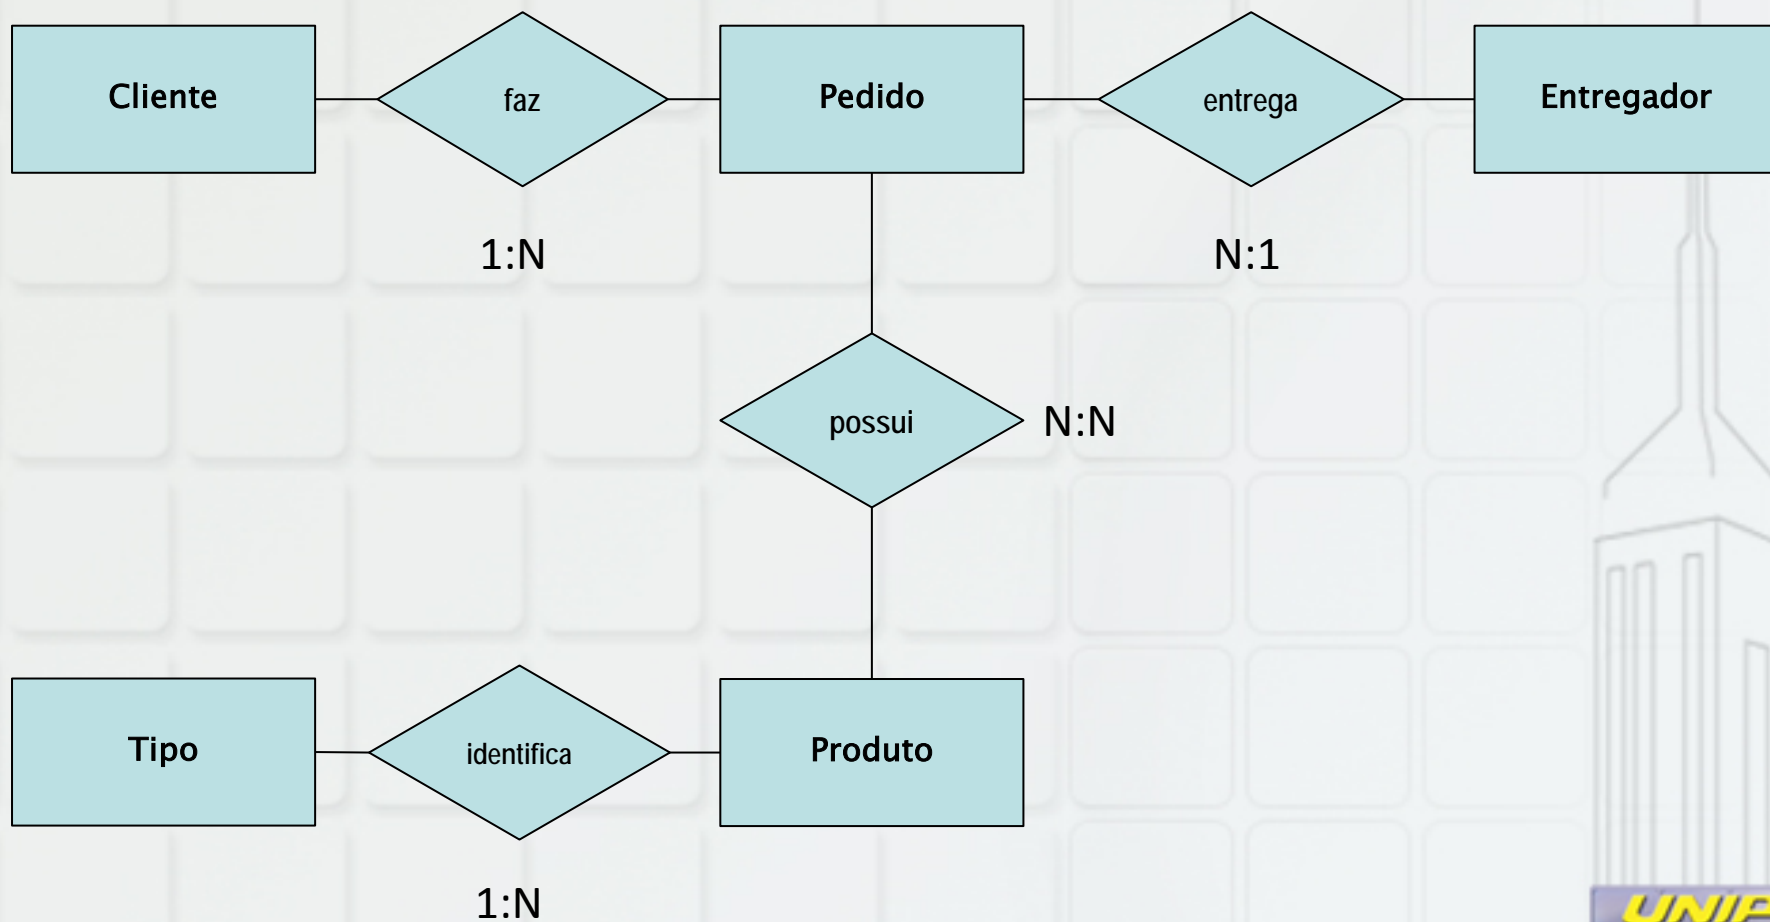 Cliente
faz
Pedido
entrega
Entregador
1:N
N:1
possui
N:N
Tipo
identifica
Produto
1:N